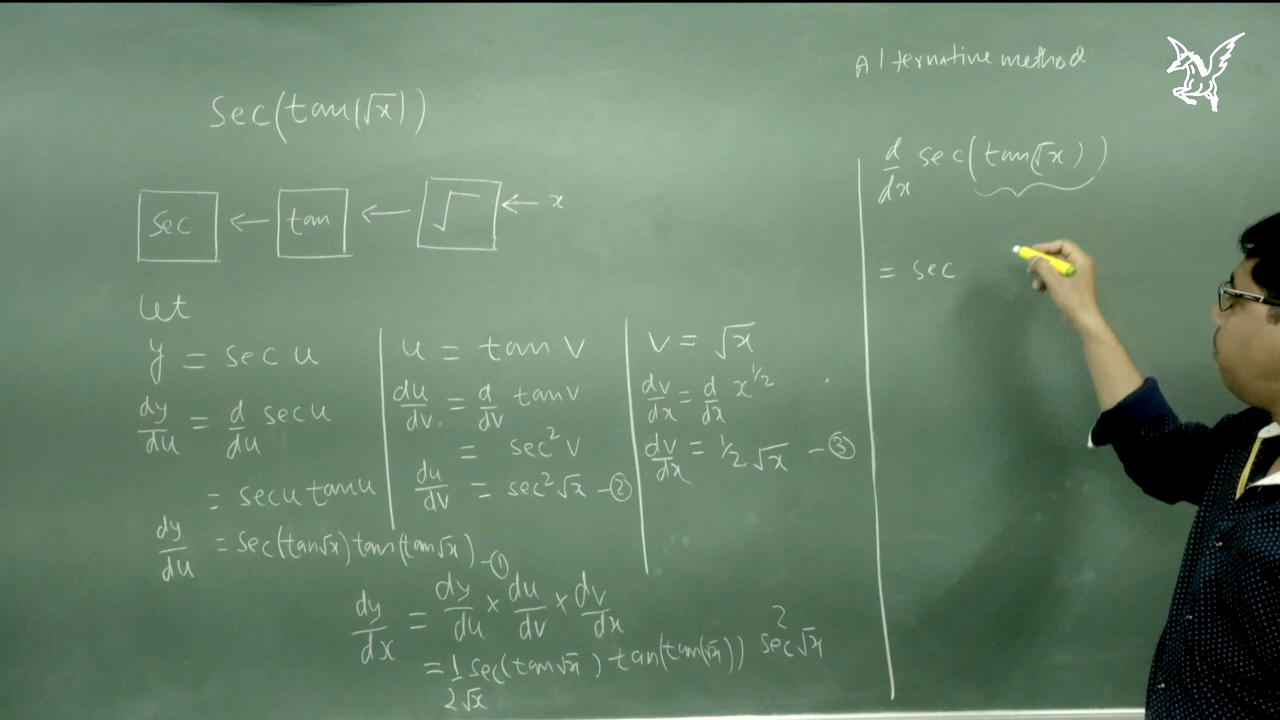 Sec(tan(√x))
sec ← tan ← √ ← x
Let
y = sec u
dy/du = d/du sec u
= sec u tan u
dy/du = sec(tan√x) tan(tan√x) - ①
u = tan v
du/dv = d/dv tan v
= sec² v
du/dv = sec² √x - ②
v = √x
dv/dx = d/dx x^1/2
dv/dx = 1/2 √x - ③
dy/dx = dy/du × du/dv × dv/dx
= 1/2√x sec(tan√x) tan(tan(√x)) sec² √x
Alternative method
d/dx sec(tan(√x))
= sec